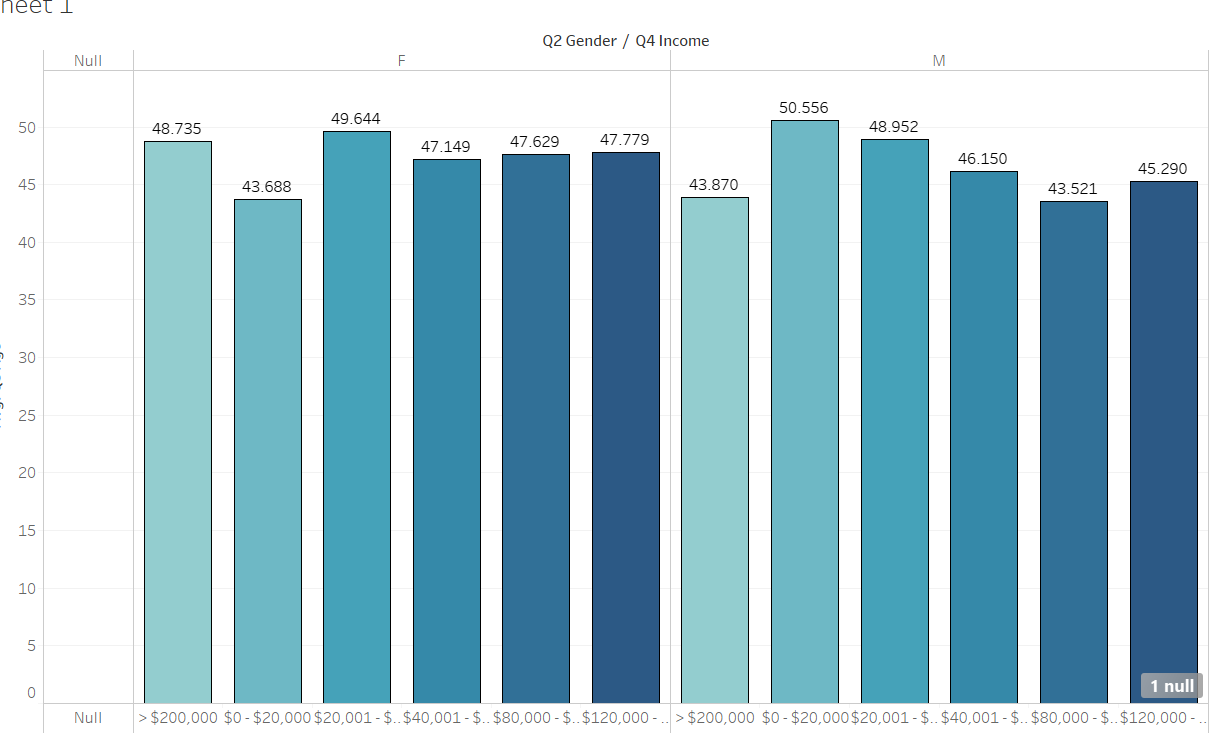 heet 1
Q2 Gender / Q4 Income
Null F M
50.556
49.644
48.735 48.952
47.149 47.629 47.779
46.150
45.290
43.688 43.870 43.521
50
45
40
35
30
25
20
15
10
5
0
1 null
Null > $200,000 $0 - $20,000 $20,001 - $.. $40,001 - $.. $80,000 - $.. $120,000 - .. > $200,000 $0 - $20,000 $20,001 - $.. $40,001 - $.. $80,000 - $.. $120,000 - ..